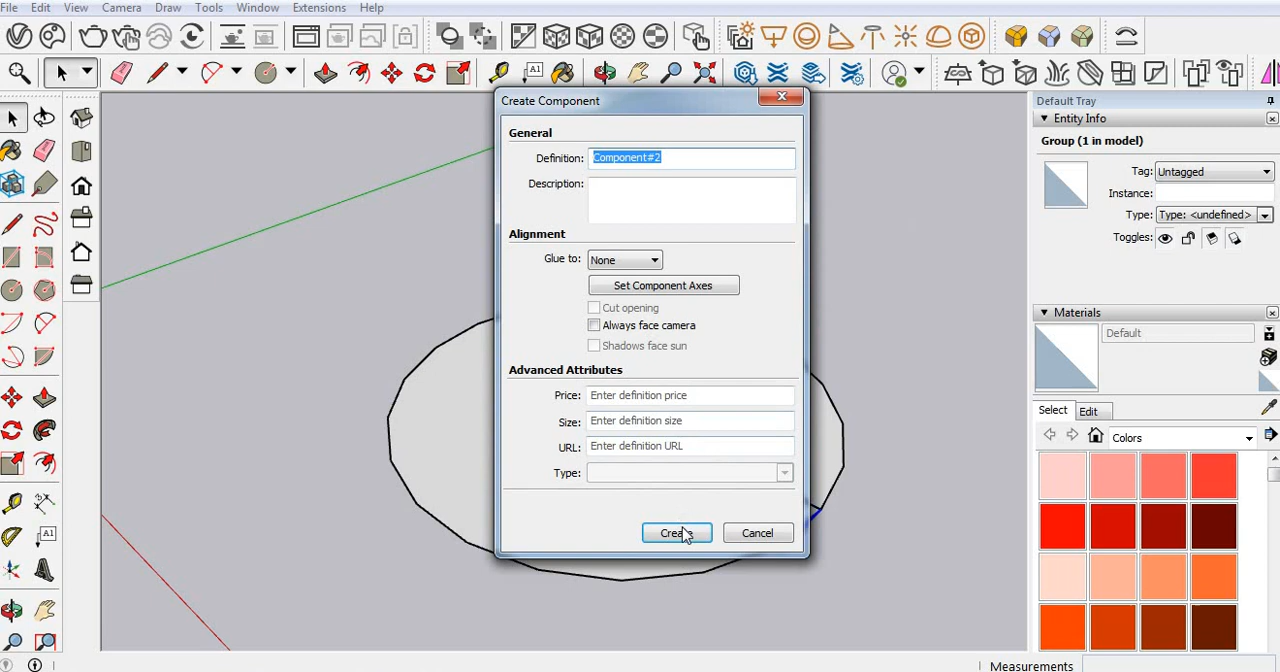 File Edit View Camera Draw Tools Window Extensions Help
A1
Create Component
Default Tray
Entity Info
General
Group (1 in model)
Definition: Component#2
Tag: Untagged
Description:
Instance:
Type: Type: <undefined>
Toggles:
Alignment
Glue to: None
Set Component Axes
Cut opening
Materials
Always face camera
Default
Shadows face sun
Advanced Attributes
Price: Enter definition price
Select Edit
Size: Enter definition size
Colors
URL: Enter definition URL
Type:
Create Cancel
A1
Measurements